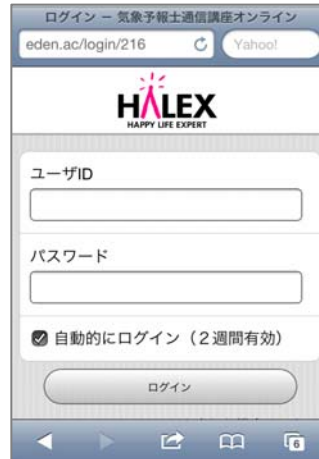 ログイン − 気象予報士通信講座オンライン
eden.ac/login/216
Yahoo!
HALEX
HAPPY LIFE EXPERT
ユーザID
パスワード
自動的にログイン（２週間有効）
ログイン
6